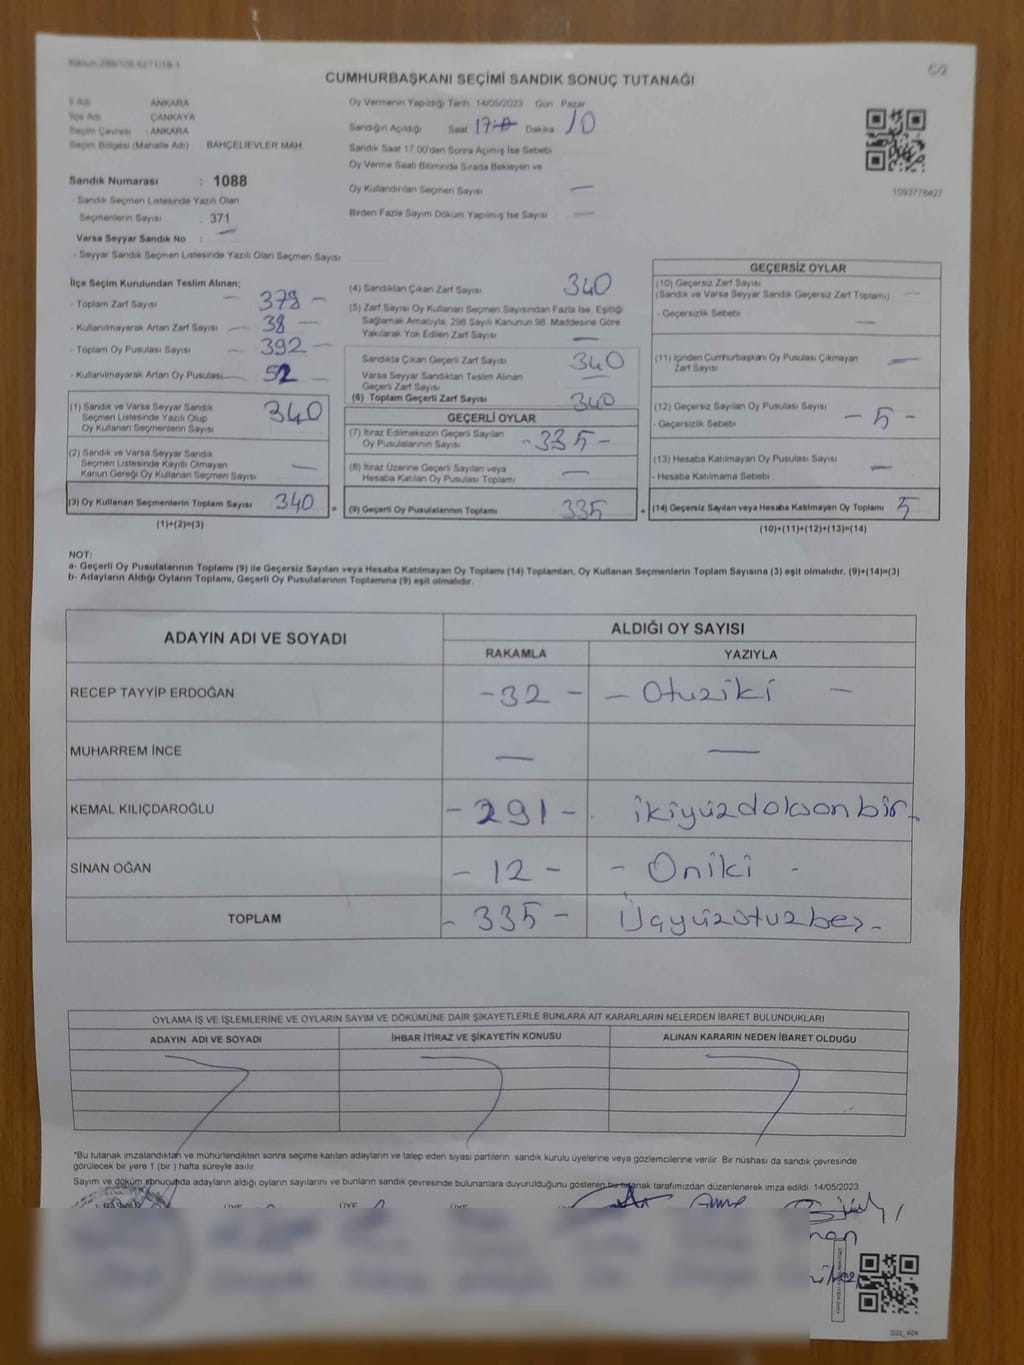 C/2
CUMHURBAŞKANI SEÇİMİ SANDIK SONUÇ TUTANAĞI
İl Adı ANKARA
İlçe Adı ÇANKAYA
Seçim Çevresi : ANKARA
Seçim Bölgesi (Mahalle Adı) BAHÇELİEVLER MAH.
Sandık Numarası : 1088
- Sandık Seçmen Listesinde Yazılı Olan
Seçmenlerin Sayısı : 371
Varsa Seyyar Sandık No : —
- Seyyar Sandık Seçmen Listesinde Yazılı Olan Seçmen Sayısı
Oy Vermenin Yapıldığı Tarih 14/05/2023 Gün : Pazar
Sandığın Açıldığı Saat 17 Dakika 10
Sandık Saat 17.00'den Sonra Açılmış İse Sebebi
Oy Verme Saati Bitiminde Sırada Bekleyen ve
Oy Kullandırılan Seçmen Sayısı —
Birden Fazla Sayım Döküm Yapılmış İse Sayısı —
1093778427
İlçe Seçim Kurulundan Teslim Alınan;
- Toplam Zarf Sayısı — 378 —
- Kullanılmayarak Artan Zarf Sayısı — 38 —
- Toplam Oy Pusulası Sayısı — 392 —
- Kullanılmayarak Artan Oy Pusulası — 52 —
(1) Sandık ve Varsa Seyyar Sandık
Seçmen Listesinde Yazılı Olup
Oy Kullanan Seçmenlerin Sayısı 340
(2) Sandık ve Varsa Seyyar Sandık
Seçmen Listesinde Kayıtlı Olmayan
Kanun Gereği Oy Kullanan Seçmen Sayısı —
(3) Oy Kullanan Seçmenlerin Toplam Sayısı 340
(1)+(2)=(3)
(4) Sandıktan Çıkan Zarf Sayısı 340
(5) Zarf Sayısı Oy Kullanan Seçmen Sayısından Fazla İse, Eşitliği
Sağlamak Amacıyla, 298 Sayılı Kanunun 98. Maddesine Göre
Yakılarak Yok Edilen Zarf Sayısı —
Sandıkta Çıkan Geçerli Zarf Sayısı 340
Varsa Seyyar Sandıktan Teslim Alınan
Geçerli Zarf Sayısı —
(6) Toplam Geçerli Zarf Sayısı 340
GEÇERLİ OYLAR
(7) İtiraz Edilmeksizin Geçerli Sayılan
Oy Pusulalarının Sayısı -335-
(8) İtiraz Üzerine Geçerli Sayılan veya
Hesaba Katılan Oy Pusulası Toplamı —
= (9) Geçerli Oy Pusulalarının Toplamı 335
GEÇERSİZ OYLAR
(10) Geçersiz Zarf Sayısı
(Sandık ve Varsa Seyyar Sandık Geçersiz Zarf Toplamı) —
- Geçersizlik Sebebi —
(11) İçinden Cumhurbaşkanı Oy Pusulası Çıkmayan
Zarf Sayısı —
(12) Geçersiz Sayılan Oy Pusulası Sayısı — 5 -
- Geçersizlik Sebebi
(13) Hesaba Katılmayan Oy Pusulası Sayısı —
- Hesaba Katılmama Sebebi
+ (14) Geçersiz Sayılan veya Hesaba Katılmayan Oy Toplamı 5
(10)+(11)+(12)+(13)=(14)
NOT:
a- Geçerli Oy Pusulalarının Toplamı (9) ile Geçersiz Sayılan veya Hesaba Katılmayan Oy Toplamı (14) Toplamları, Oy Kullanan Seçmenlerin Toplam Sayısına (3) eşit olmalıdır. (9)+(14)=(3)
b- Adayların Aldığı Oyların Toplamı, Geçerli Oy Pusulalarının Toplamına (9) eşit olmalıdır.
ADAYIN ADI VE SOYADI ALDIĞI OY SAYISI
RAKAMLA YAZIYLA
RECEP TAYYİP ERDOĞAN -32- - Otuziki -
MUHARREM İNCE — —
KEMAL KILIÇDAROĞLU -291- ikiyüzdoksanbir-
SİNAN OĞAN -12- - Oniki -
TOPLAM -335- Üçyüzotuzbeş-
OYLAMA İŞ VE İŞLEMLERİNE VE OYLARIN SAYIM VE DÖKÜMÜNE DAİR ŞİKAYETLERLE BUNLARA AİT KARARLARIN NELERDEN İBARET BULUNDUKLARI
ADAYIN ADI VE SOYADI İHBAR İTİRAZ VE ŞİKAYETİN KONUSU ALINAN KARARIN NEDEN İBARET OLDUĞU
*Bu tutanak imzalandıktan ve mühürlendikten sonra seçime katılan adayların ve talep eden siyasi partilerin sandık kurulu üyelerine veya gözlemcilerine verilir. Bir nüshası da sandık çevresinde
görülecek bir yere 1 (bir) hafta süreyle asılır.
Sayım ve döküm sonucunda adayların aldığı oyların sayılarını ve bunların sandık çevresinde bulunanlara duyurulduğunu gösteren bu tutanak tarafımızdan düzenlenerek imza edildi. 14/05/2023
ÜYE ÜYE ÜYE